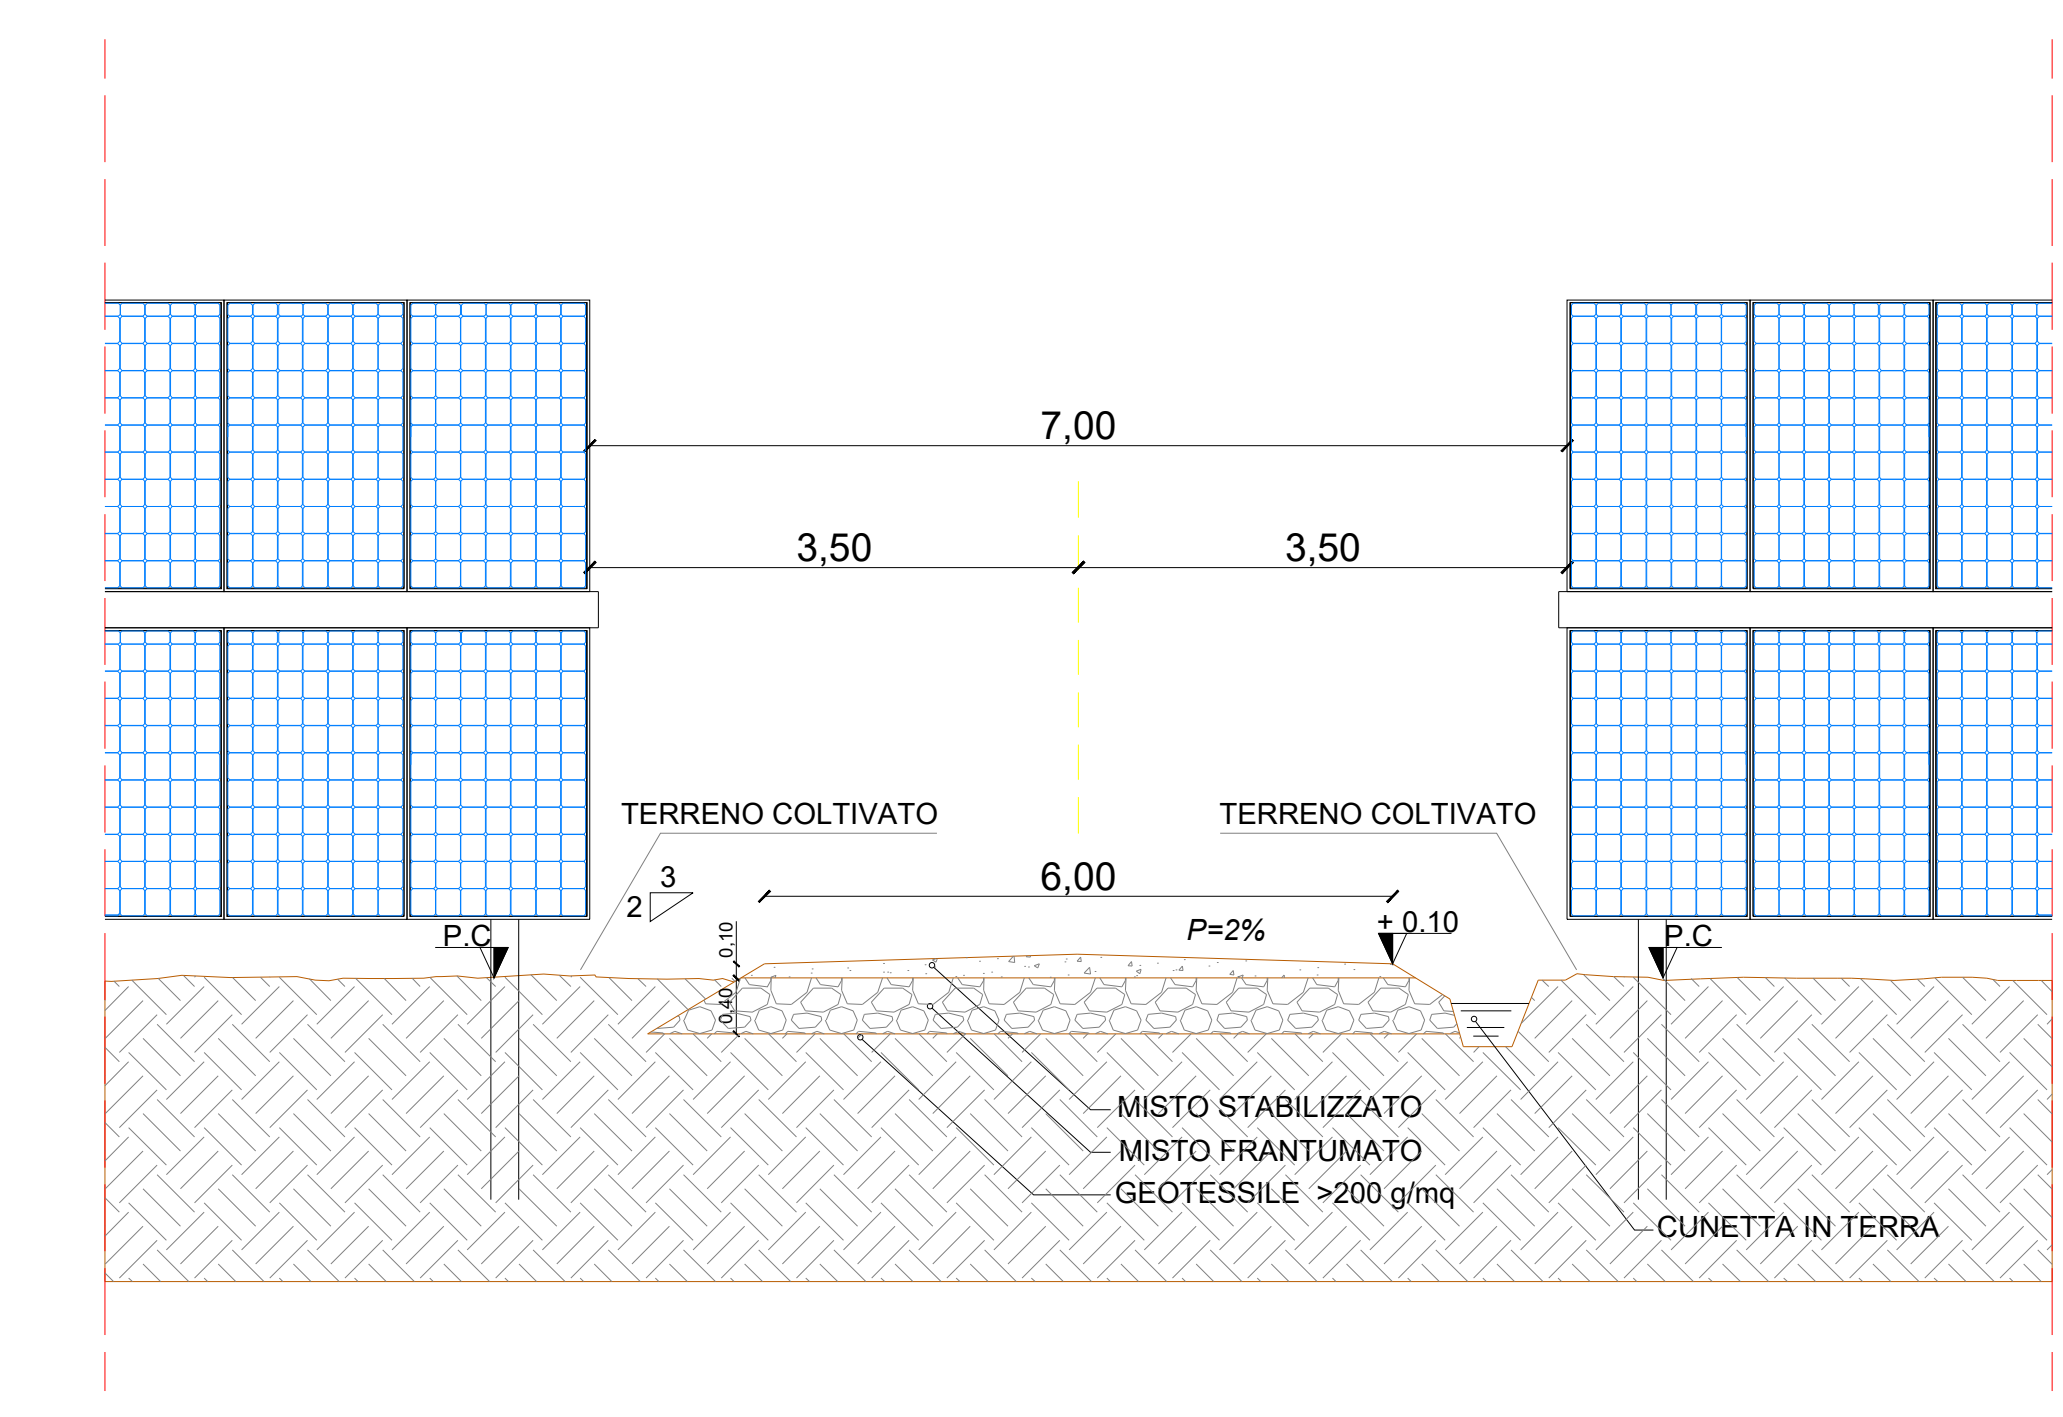 7,00
3,50
3,50
TERRENO COLTIVATO
TERRENO COLTIVATO
6,00
3
2
P=2%
+ 0.10
P.C
P.C
0,10
0,40
MISTO STABILIZZATO
MISTO FRANTUMATO
GEOTESSILE >200 g/mq
CUNETTA IN TERRA